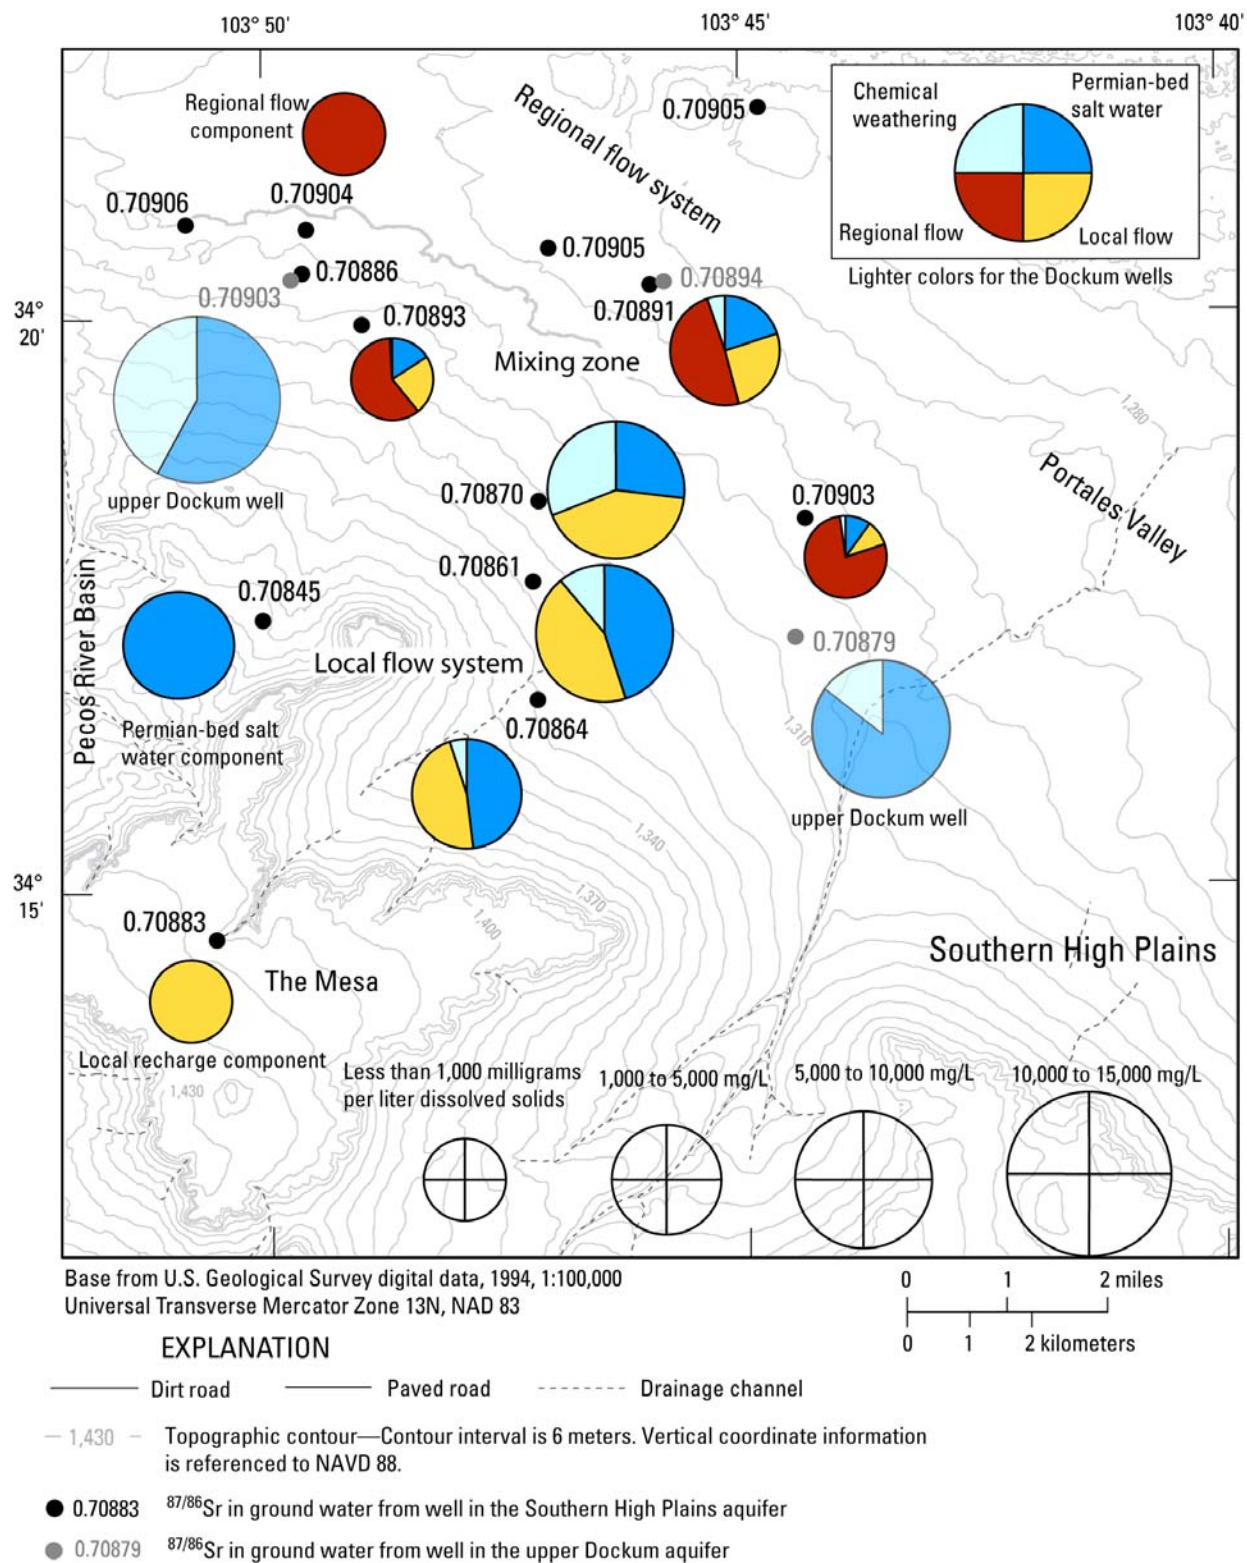 103° 50'
103° 45'
103° 40'
Regional flow
component
Regional flow system
0.70905
Chemical
weathering
Permian-bed
salt water
Regional flow
Local flow
Lighter colors for the Dockum wells
0.70906
0.70904
0.70905
0.70886
0.70903
0.70894
0.70891
34°
20'
0.70893
Mixing zone
1,280
upper Dockum well
0.70870
0.70903
Portales Valley
0.70861
Pecos River Basin
0.70845
Local flow system
0.70879
0.70864
1,310
Permian-bed salt
water component
upper Dockum well
1,340
34°
15'
1,370
1,400
0.70883
The Mesa
Southern High Plains
Local recharge component
1,430
Less than 1,000 milligrams
per liter dissolved solids
1,000 to 5,000 mg/L
5,000 to 10,000 mg/L
10,000 to 15,000 mg/L
Base from U.S. Geological Survey digital data, 1994, 1:100,000
Universal Transverse Mercator Zone 13N, NAD 83
0 1 2 miles
0 1 2 kilometers
EXPLANATION
Dirt road
Paved road
Drainage channel
1,430
Topographic contour—Contour interval is 6 meters. Vertical coordinate information
is referenced to NAVD 88.
0.70883
87/86Sr in ground water from well in the Southern High Plains aquifer
0.70879
87/86Sr in ground water from well in the upper Dockum aquifer